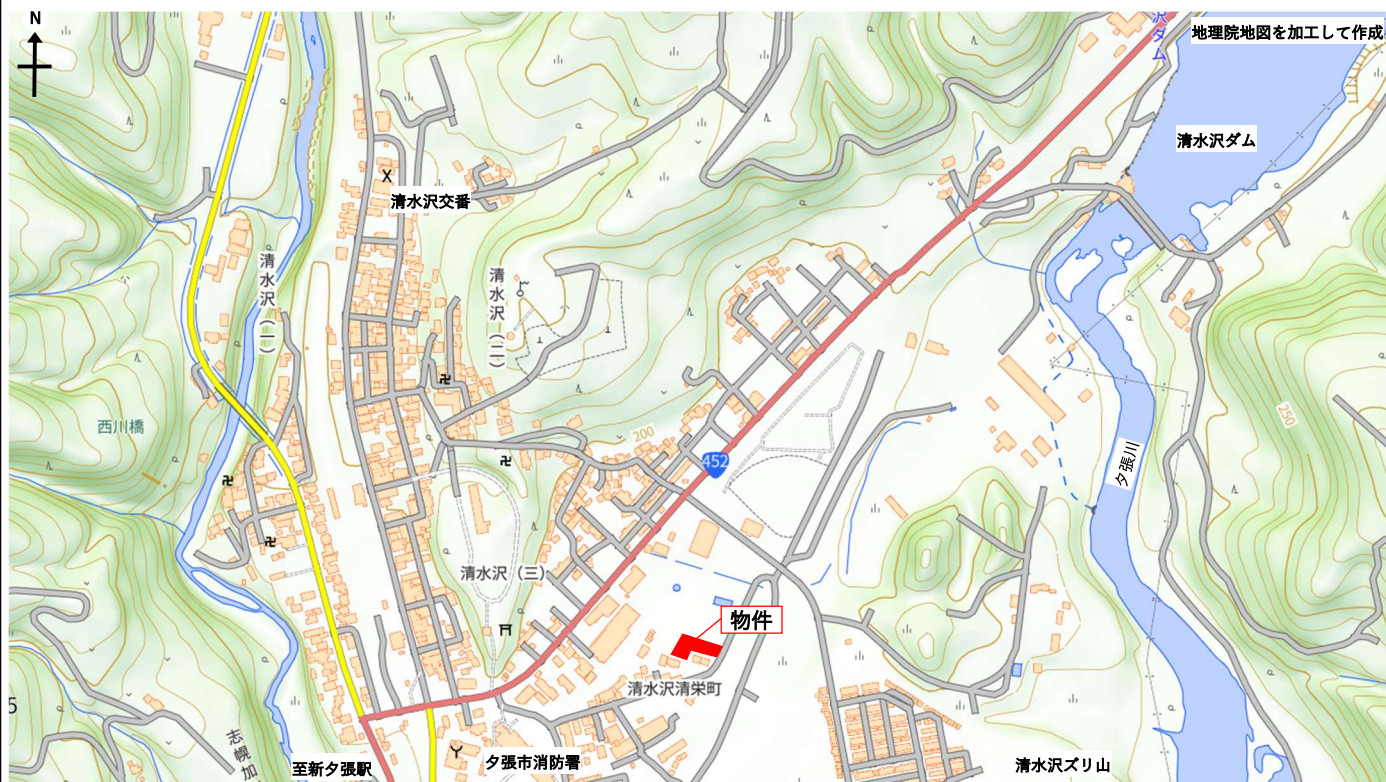 N
地理院地図を加工して作成
沢ダム
清水沢ダム
清水沢交番
清水沢（一）
清水沢（二）
西川橋
200
452
250
夕張川
清水沢（三）
物件
清水沢清栄町
5
志幌加
至新夕張駅
夕張市消防署
清水沢ズリ山